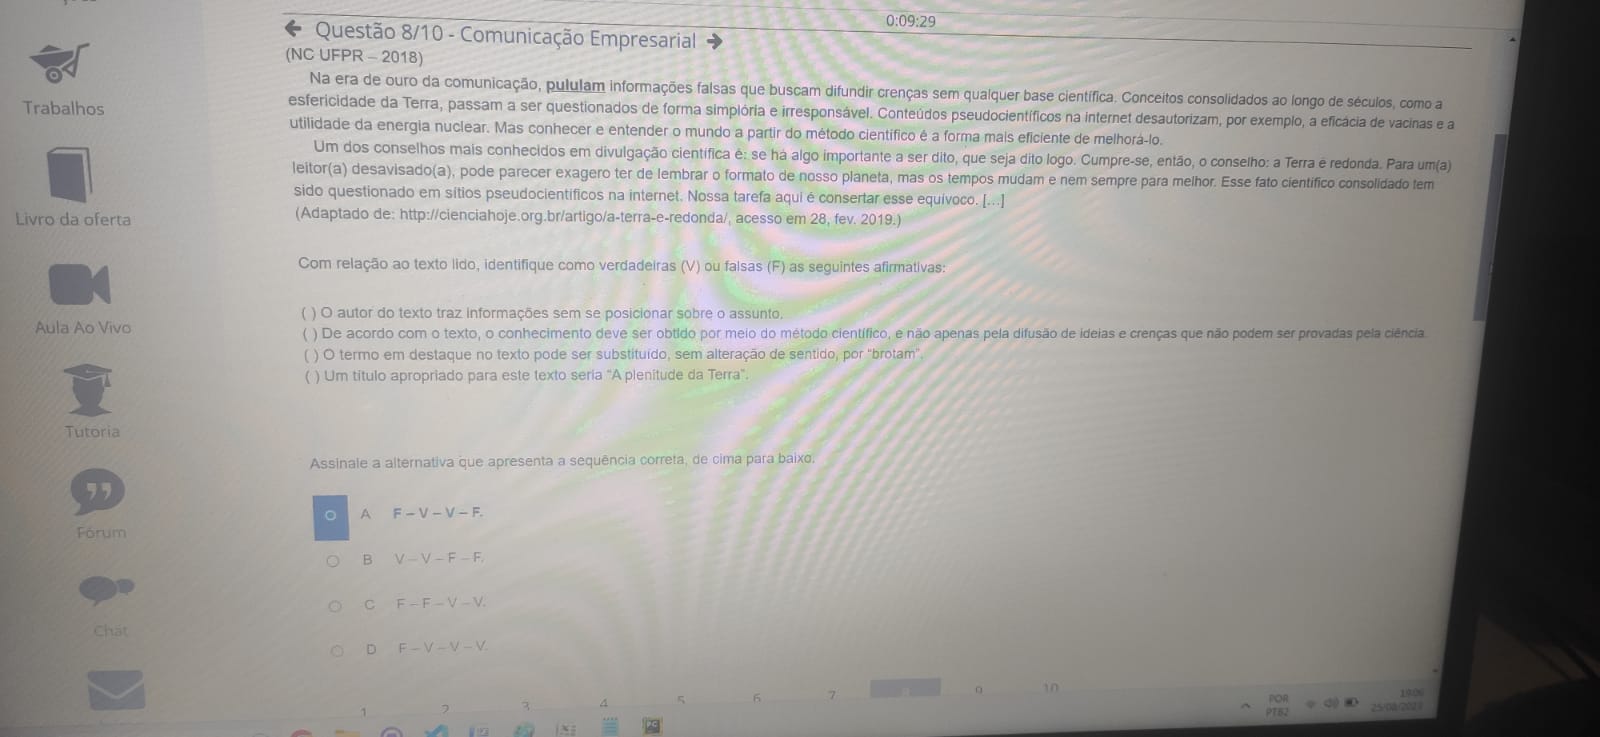 0:09:29
Questão 8/10 - Comunicação Empresarial
(NC UFPR – 2018)
Na era de ouro da comunicação, pululam informações falsas que buscam difundir crenças sem qualquer base científica. Conceitos consolidados ao longo de séculos, como a
esfericidade da Terra, passam a ser questionados de forma simplória e irresponsável. Conteúdos pseudocientíficos na internet desautorizam, por exemplo, a eficácia de vacinas e a
utilidade da energia nuclear. Mas conhecer e entender o mundo a partir do método científico é a forma mais eficiente de melhorá-lo.
Um dos conselhos mais conhecidos em divulgação científica é: se há algo importante a ser dito, que seja dito logo. Cumpre-se, então, o conselho: a Terra é redonda. Para um(a)
leitor(a) desavisado(a), pode parecer exagero ter de lembrar o formato de nosso planeta, mas os tempos mudam e nem sempre para melhor. Esse fato científico consolidado tem
sido questionado em sítios pseudocientíficos na internet. Nossa tarefa aqui é consertar esse equívoco. [...]
(Adaptado de: http://cienciahoje.org.br/artigo/a-terra-e-redonda/, acesso em 28, fev. 2019.)
Com relação ao texto lido, identifique como verdadeiras (V) ou falsas (F) as seguintes afirmativas:
( ) O autor do texto traz informações sem se posicionar sobre o assunto.
( ) De acordo com o texto, o conhecimento deve ser obtido por meio do método científico, e não apenas pela difusão de ideias e crenças que não podem ser provadas pela ciência.
( ) O termo em destaque no texto pode ser substituído, sem alteração de sentido, por “brotam”.
( ) Um título apropriado para este texto seria “A plenitude da Terra”.
Assinale a alternativa que apresenta a sequência correta, de cima para baixo.
A F – V – V – F.
B V – V – F – F.
C F – F – V – V.
D F – V – V – V.
1 2 3 4 5 6 7 8 9 10
Trabalhos
Livro da oferta
Aula Ao Vivo
Tutoria
Fórum
Chat
POR
PTB2
19:06